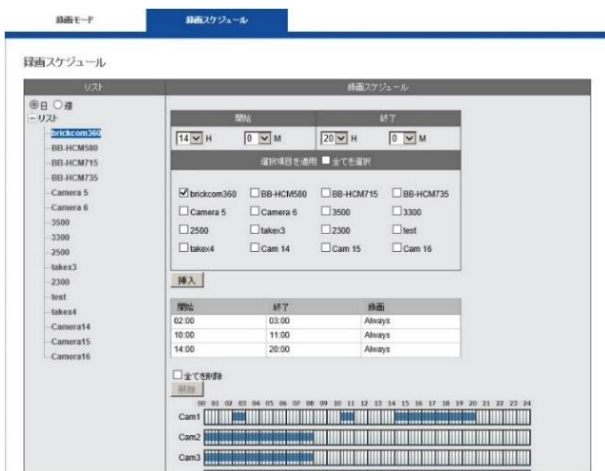 録画モード 録画スケジュール
録画スケジュール
リスト 録画スケジュール
日 週
リスト
brickcom360
BB-HCM580
BB-HCM715
BB-HCM735
Camera 5
Camera 6
3500
3300
2500
takex3
2300
test
takex4
Camera14
Camera15
Camera16
開始 終了
14 H 0 M 20 H 0 M
選択項目を適用 全てを選択
brickcom360 BB-HCM580 BB-HCM715 BB-HCM735
Camera 5 Camera 6 3500 3300
2500 takex3 2300 test
takex4 Cam 14 Cam 15 Cam 16
挿入
開始 終了 録画
02:00 03:00 Always
10:00 11:00 Always
14:00 20:00 Always
全てを削除
削除
00 01 02 03 04 05 06 07 08 09 10 11 12 13 14 15 16 17 18 19 20 21 22 23 24
Cam1
Cam2
Cam3